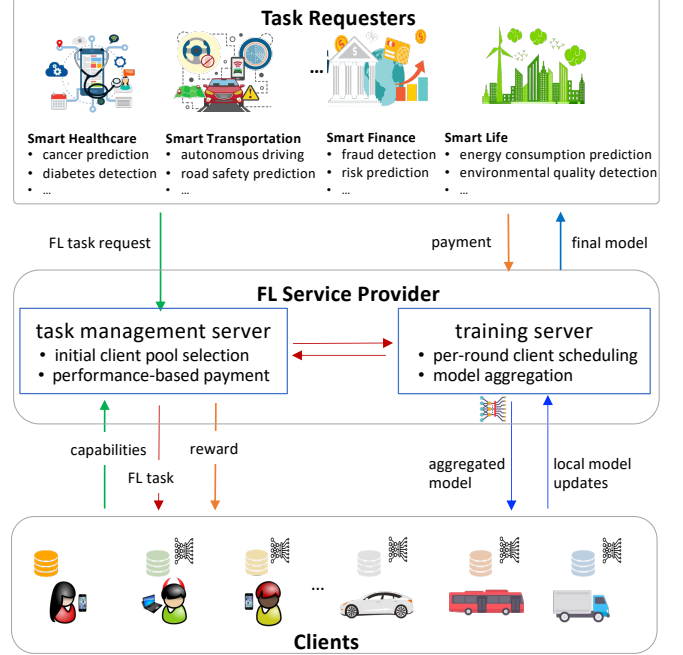 Task Requesters
...
Smart Healthcare
• cancer prediction
• diabetes detection
• ...
Smart Transportation
• autonomous driving
• road safety prediction
• ...
Smart Finance
• fraud detection
• risk prediction
• ...
Smart Life
• energy consumption prediction
• environmental quality detection
• ...
FL task request
payment
final model
FL Service Provider
task management server
• initial client pool selection
• performance-based payment
training server
• per-round client scheduling
• model aggregation
capabilities
FL task
reward
aggregated
model
local model
updates
...
Clients